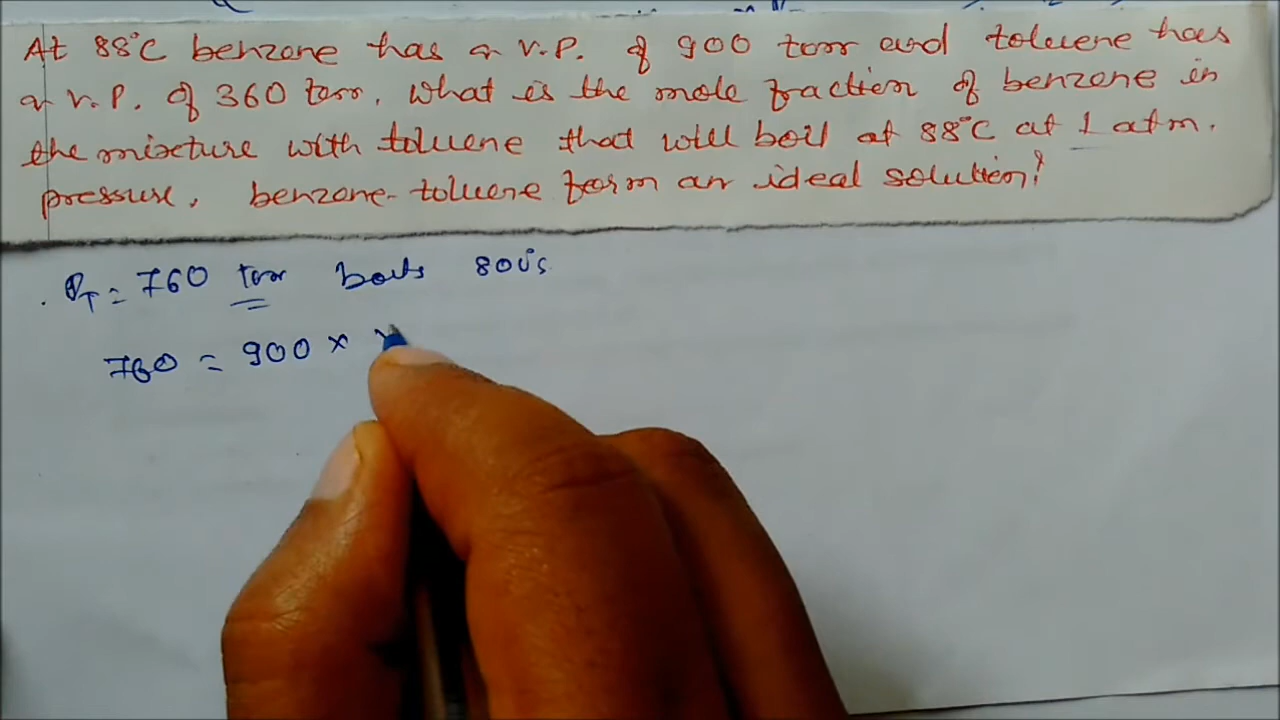 At 88°C benzene has a v.P. of 900 torr and toluene has
a v.P. of 360 torr, what is the mole fraction of benzene in
the mixture with toluene that will boil at 88°C at 1 atm.
pressure, benzene-toluene form an ideal solution?
P_T = 760 torr boils
760 = 900 ×